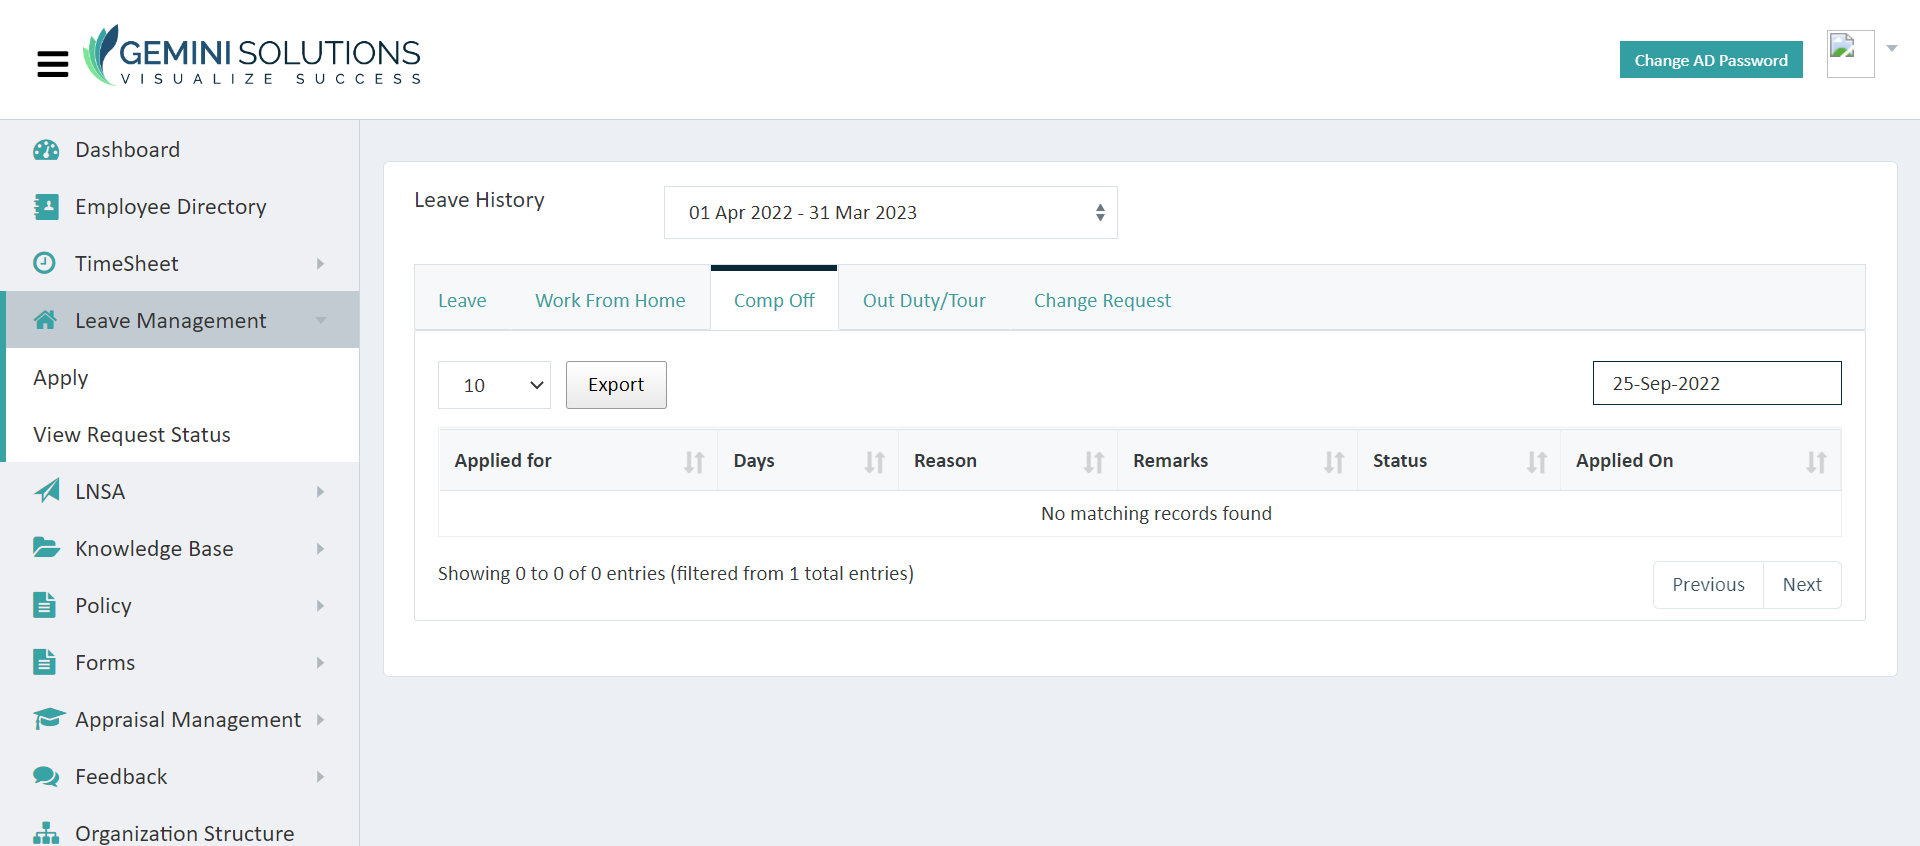 GEMINI SOLUTIONS
VISUALIZE SUCCESS
Change AD Password
Dashboard
Employee Directory
TimeSheet
Leave Management
Apply
View Request Status
LNSA
Knowledge Base
Policy
Forms
Appraisal Management
Feedback
Organization Structure
Leave History
01 Apr 2022 - 31 Mar 2023
Leave Work From Home Comp Off Out Duty/Tour Change Request
10 Export 25-Sep-2022
Applied for Days Reason Remarks Status Applied On
No matching records found
Showing 0 to 0 of 0 entries (filtered from 1 total entries)
Previous Next